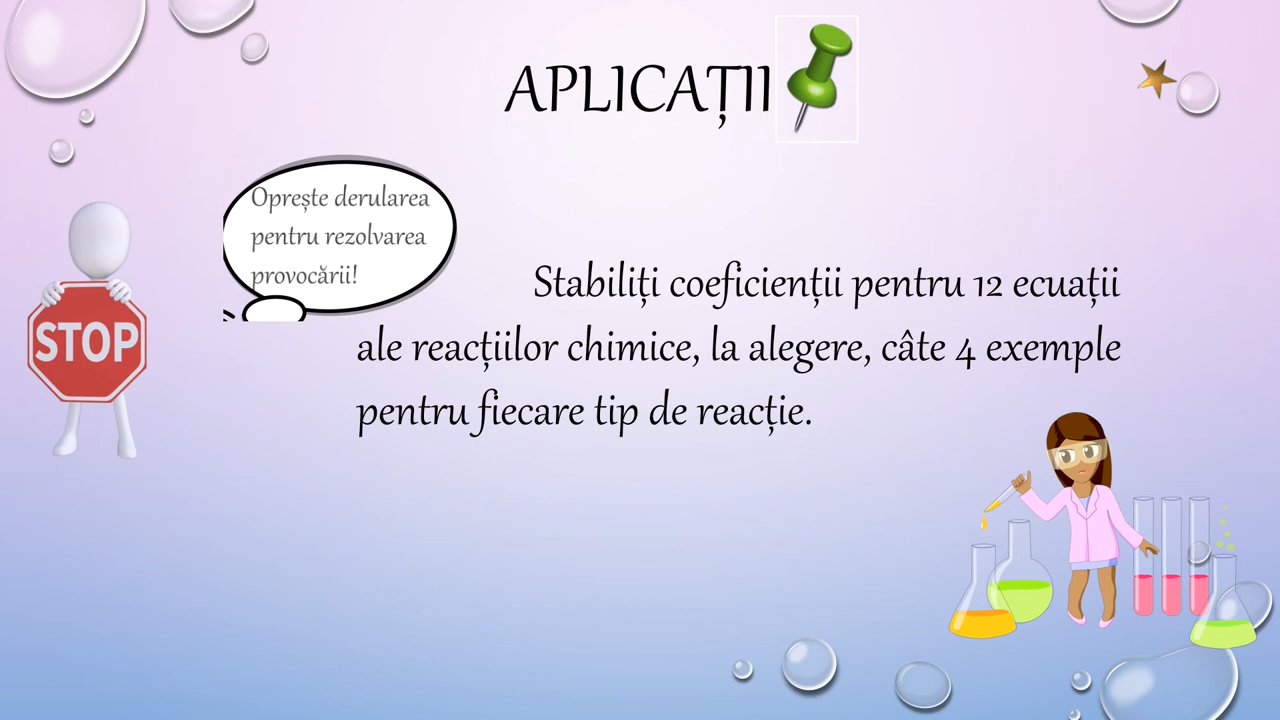 APLICAȚII
Oprește derularea
pentru rezolvarea
provocării!
STOP
Stabiliți coeficienții pentru 12 ecuații
ale reacțiilor chimice, la alegere, câte 4 exemple
pentru fiecare tip de reacție.